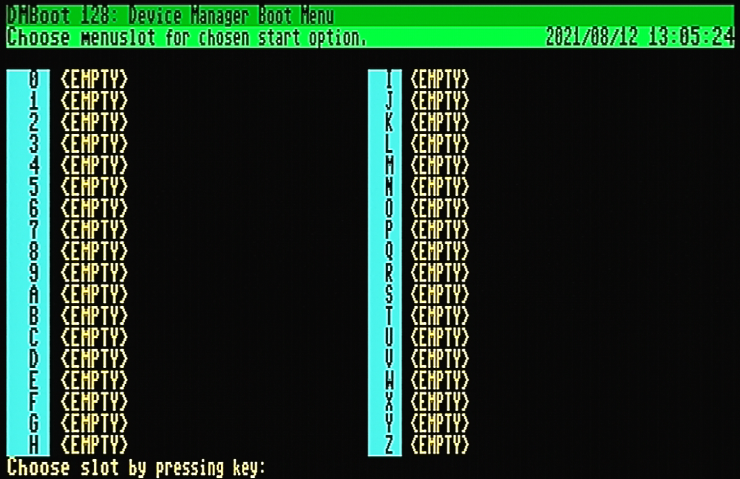 DMBoot 128: Device Manager Boot Menu
Choose menuslot for chosen start option. 2021/08/12 13:05:24
0 {EMPTY} I {EMPTY}
1 {EMPTY} J {EMPTY}
2 {EMPTY} K {EMPTY}
3 {EMPTY} L {EMPTY}
4 {EMPTY} M {EMPTY}
5 {EMPTY} N {EMPTY}
6 {EMPTY} O {EMPTY}
7 {EMPTY} P {EMPTY}
8 {EMPTY} Q {EMPTY}
9 {EMPTY} R {EMPTY}
A {EMPTY} S {EMPTY}
B {EMPTY} T {EMPTY}
C {EMPTY} U {EMPTY}
D {EMPTY} V {EMPTY}
E {EMPTY} W {EMPTY}
F {EMPTY} X {EMPTY}
G {EMPTY} Y {EMPTY}
H {EMPTY} Z {EMPTY}
Choose slot by pressing key: